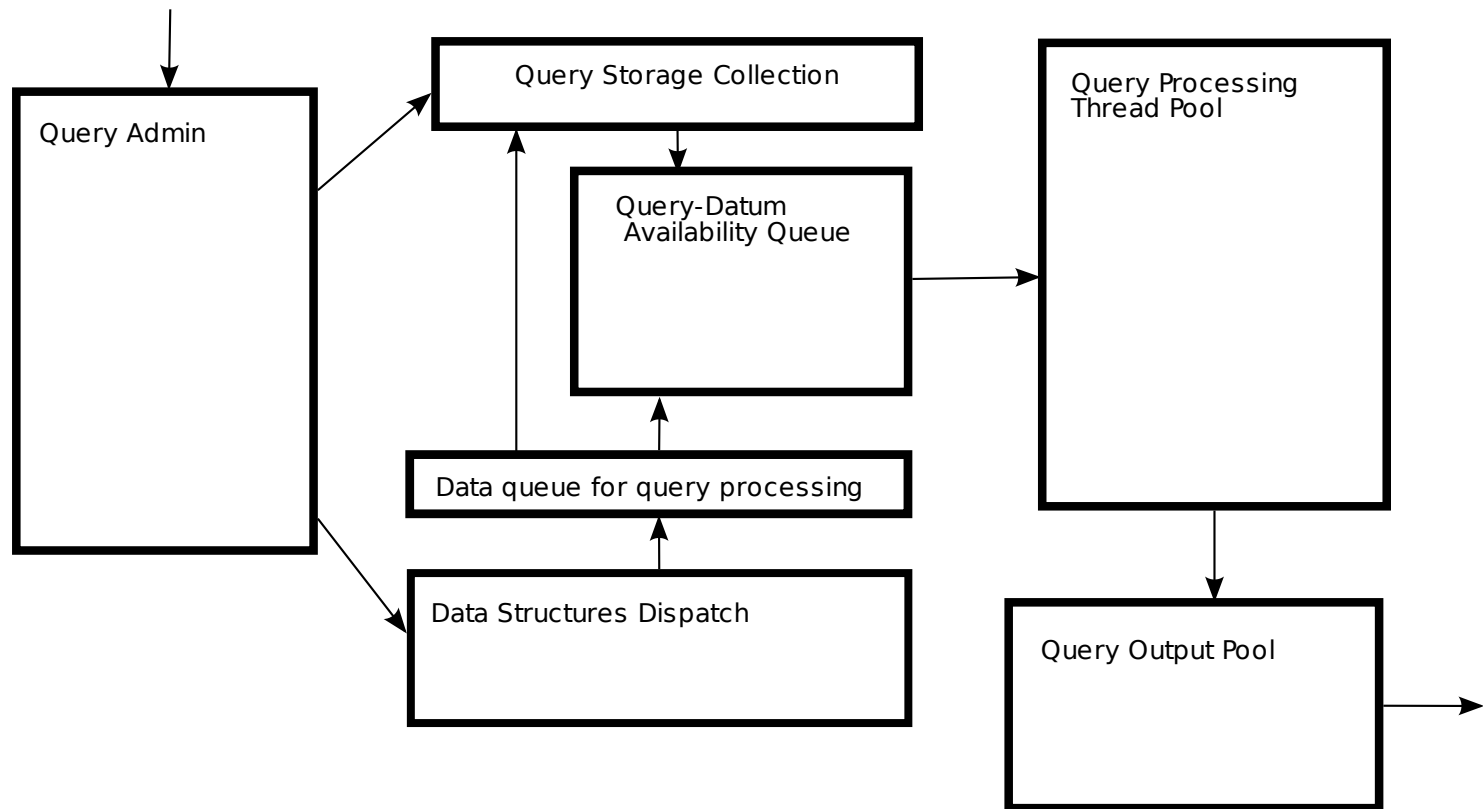 Query Admin
Query Storage Collection
Query-Datum
Availability Queue
Query Processing
Thread Pool
Data queue for query processing
Data Structures Dispatch
Query Output Pool